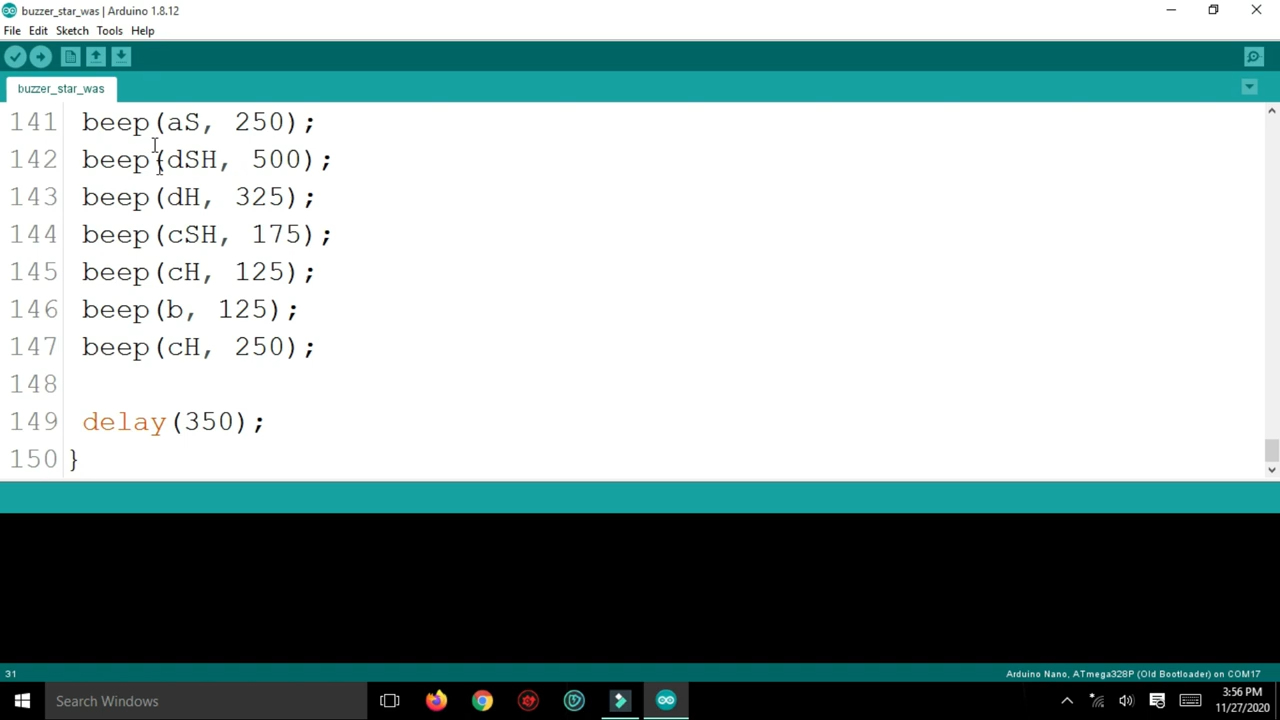 buzzer_star_was | Arduino 1.8.12
File Edit Sketch Tools Help
buzzer_star_was
141 beep(aS, 250);
142 beep(dSH, 500);
143 beep(dH, 325);
144 beep(cSH, 175);
145 beep(cH, 125);
146 beep(b, 125);
147 beep(cH, 250);
148
149 delay(350);
150 }
31
Arduino Nano, ATmega328P (Old Bootloader) on COM17
Search Windows
3:56 PM
11/27/2020